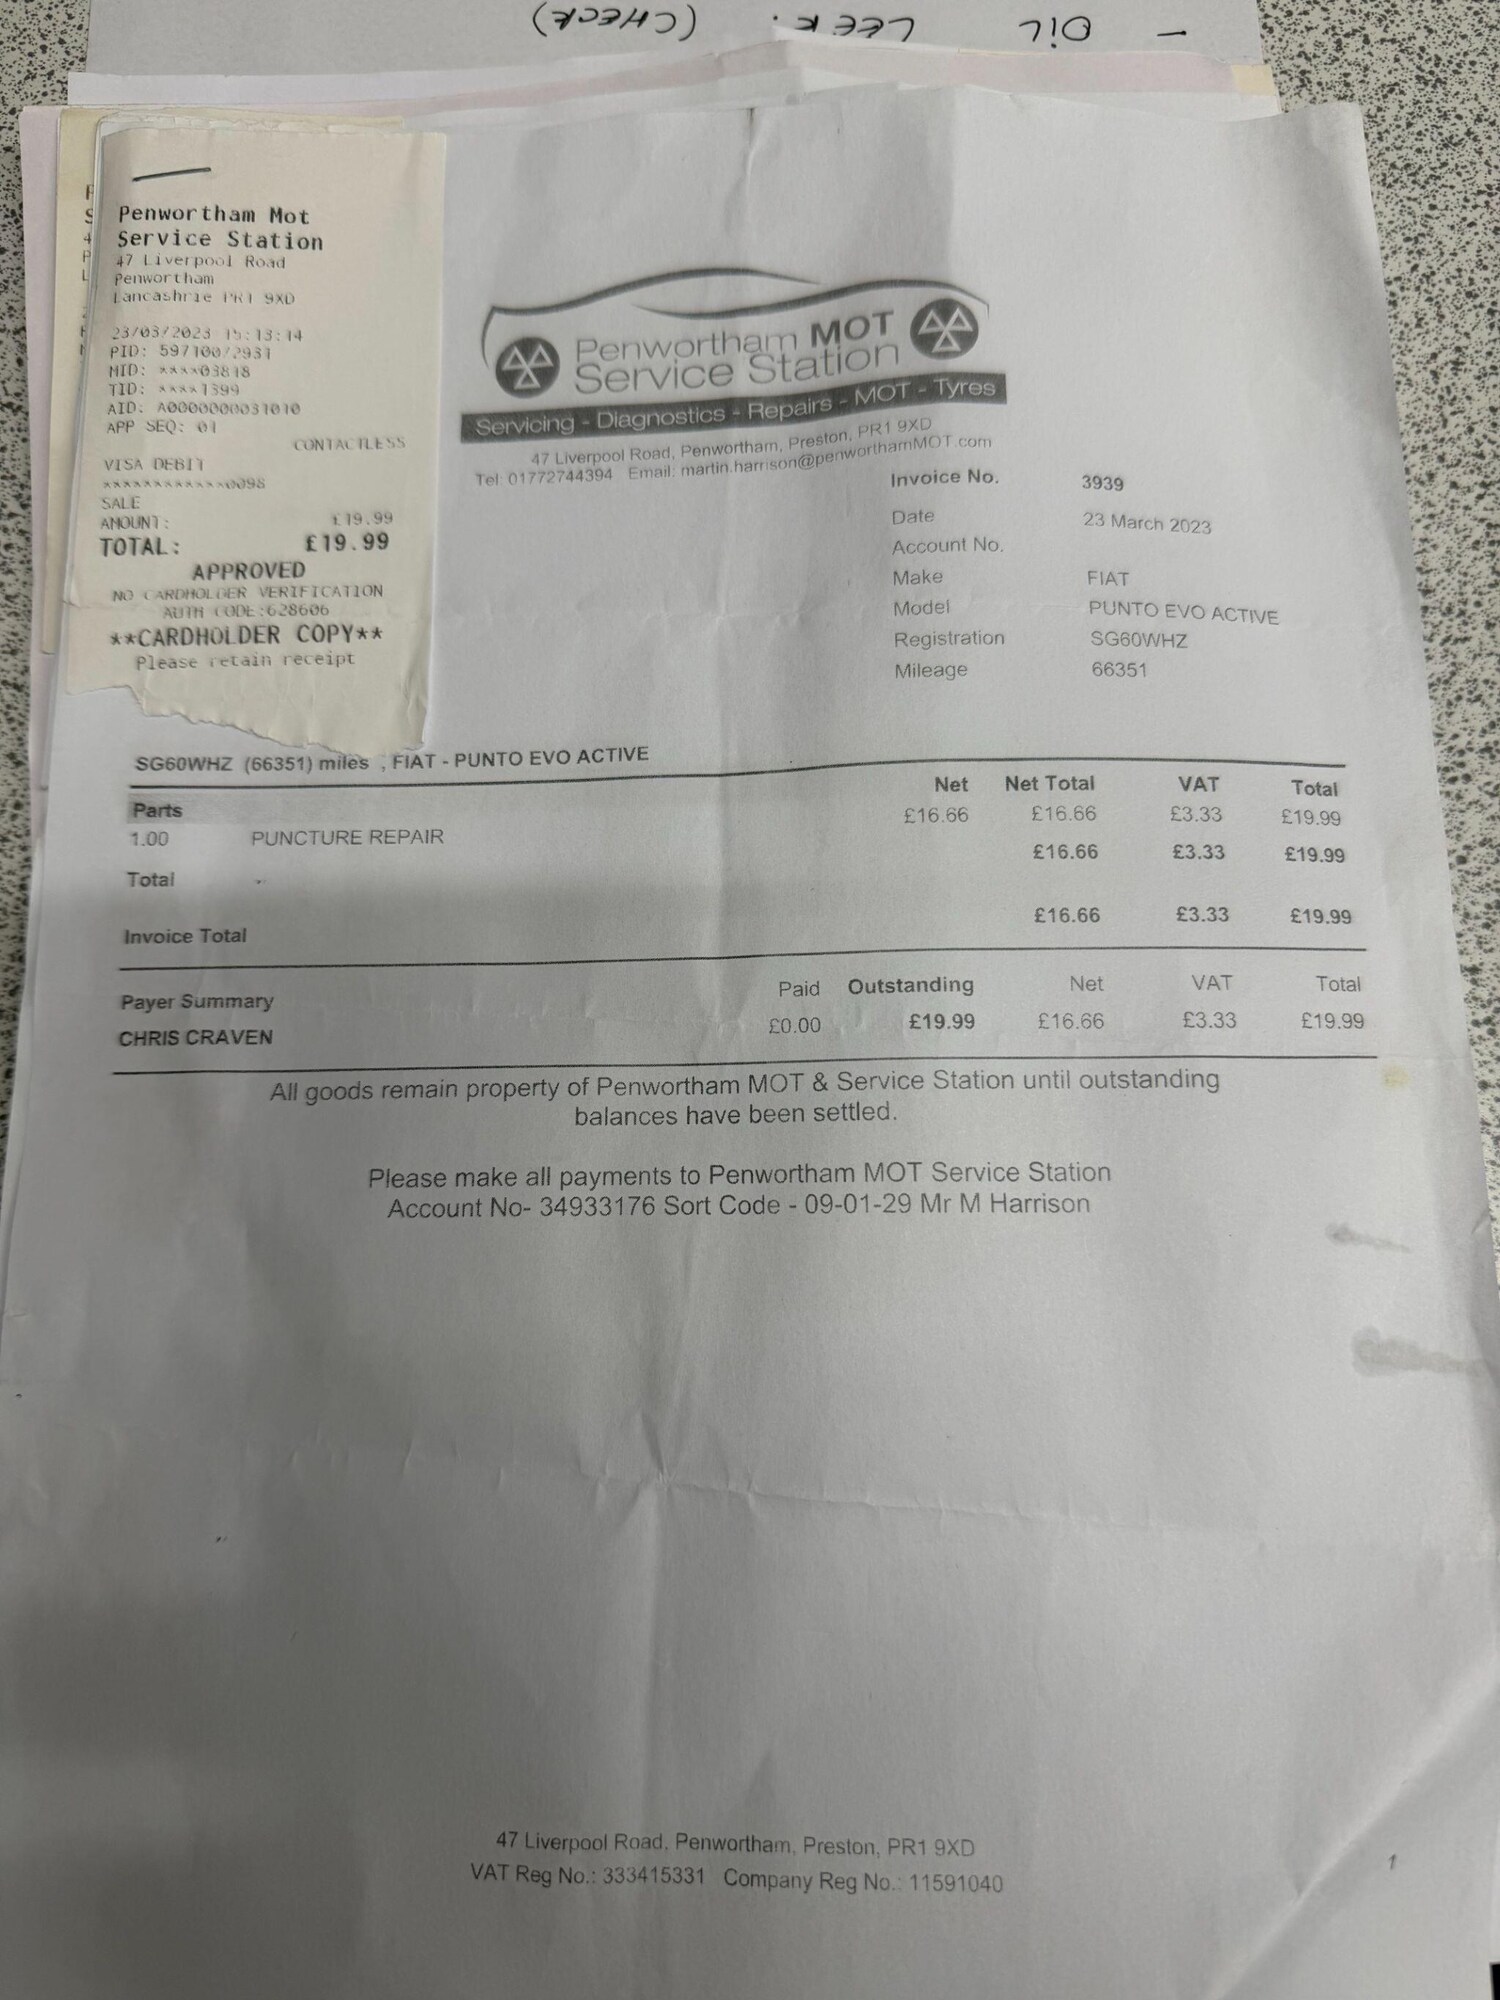 - OIL LEEK. (CHECK)
Penwortham Mot
Service Station
47 Liverpool Road
Penwortham
Lancashrie PR1 9XD
23/03/2023 15:13:14
MID: ****03818
TID: ****1399
AID: A0000000031010
APP SEQ: 01
CONTACTLESS
VISA DEBIT
************0098
SALE
AMOUNT: £19.99
TOTAL: £19.99
APPROVED
NO CARDHOLDER VERIFICATION
AUTH CODE:628606
**CARDHOLDER COPY**
Please retain receipt
Penwortham MOT
Service Station
Servicing - Diagnostics - Repairs - MOT - Tyres
47 Liverpool Road, Penwortham, Preston, PR1 9XD
Tel: 01772744394 Email: martin.harrison@penworthamMOT.com
Invoice No. 3939
Date 23 March 2023
Account No.
Make FIAT
Model PUNTO EVO ACTIVE
Registration SG60WHZ
Mileage 66351
SG60WHZ (66351) miles , FIAT - PUNTO EVO ACTIVE
Net Net Total VAT Total
Parts
1.00 PUNCTURE REPAIR £16.66 £16.66 £3.33 £19.99
Total £16.66 £3.33 £19.99
Invoice Total £16.66 £3.33 £19.99
Payer Summary Paid Outstanding Net VAT Total
CHRIS CRAVEN £0.00 £19.99 £16.66 £3.33 £19.99
All goods remain property of Penwortham MOT & Service Station until outstanding
balances have been settled.
Please make all payments to Penwortham MOT Service Station
Account No- 34933176 Sort Code - 09-01-29 Mr M Harrison
47 Liverpool Road, Penwortham, Preston, PR1 9XD
VAT Reg No.: 333415331 Company Reg No.: 11591040
1